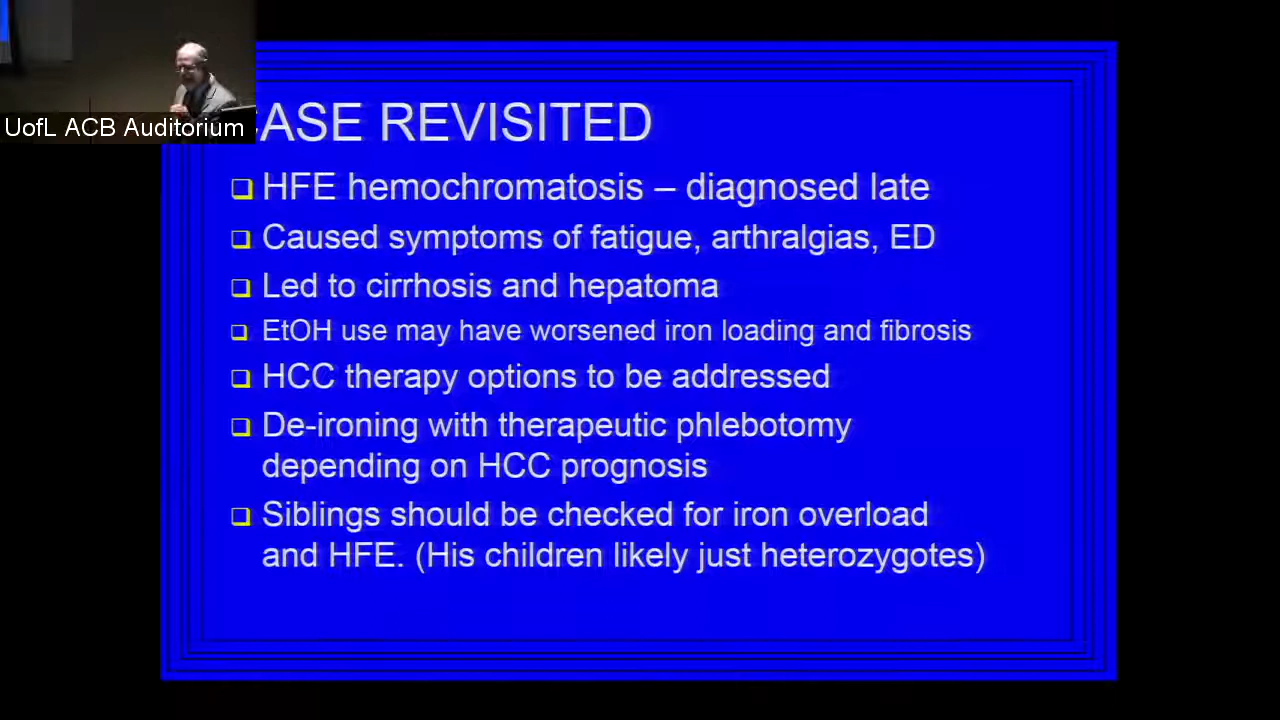 UofL ACB Auditorium
CASE REVISITED
HFE hemochromatosis – diagnosed late
Caused symptoms of fatigue, arthralgias, ED
Led to cirrhosis and hepatoma
EtOH use may have worsened iron loading and fibrosis
HCC therapy options to be addressed
De-ironing with therapeutic phlebotomy
depending on HCC prognosis
Siblings should be checked for iron overload
and HFE. (His children likely just heterozygotes)